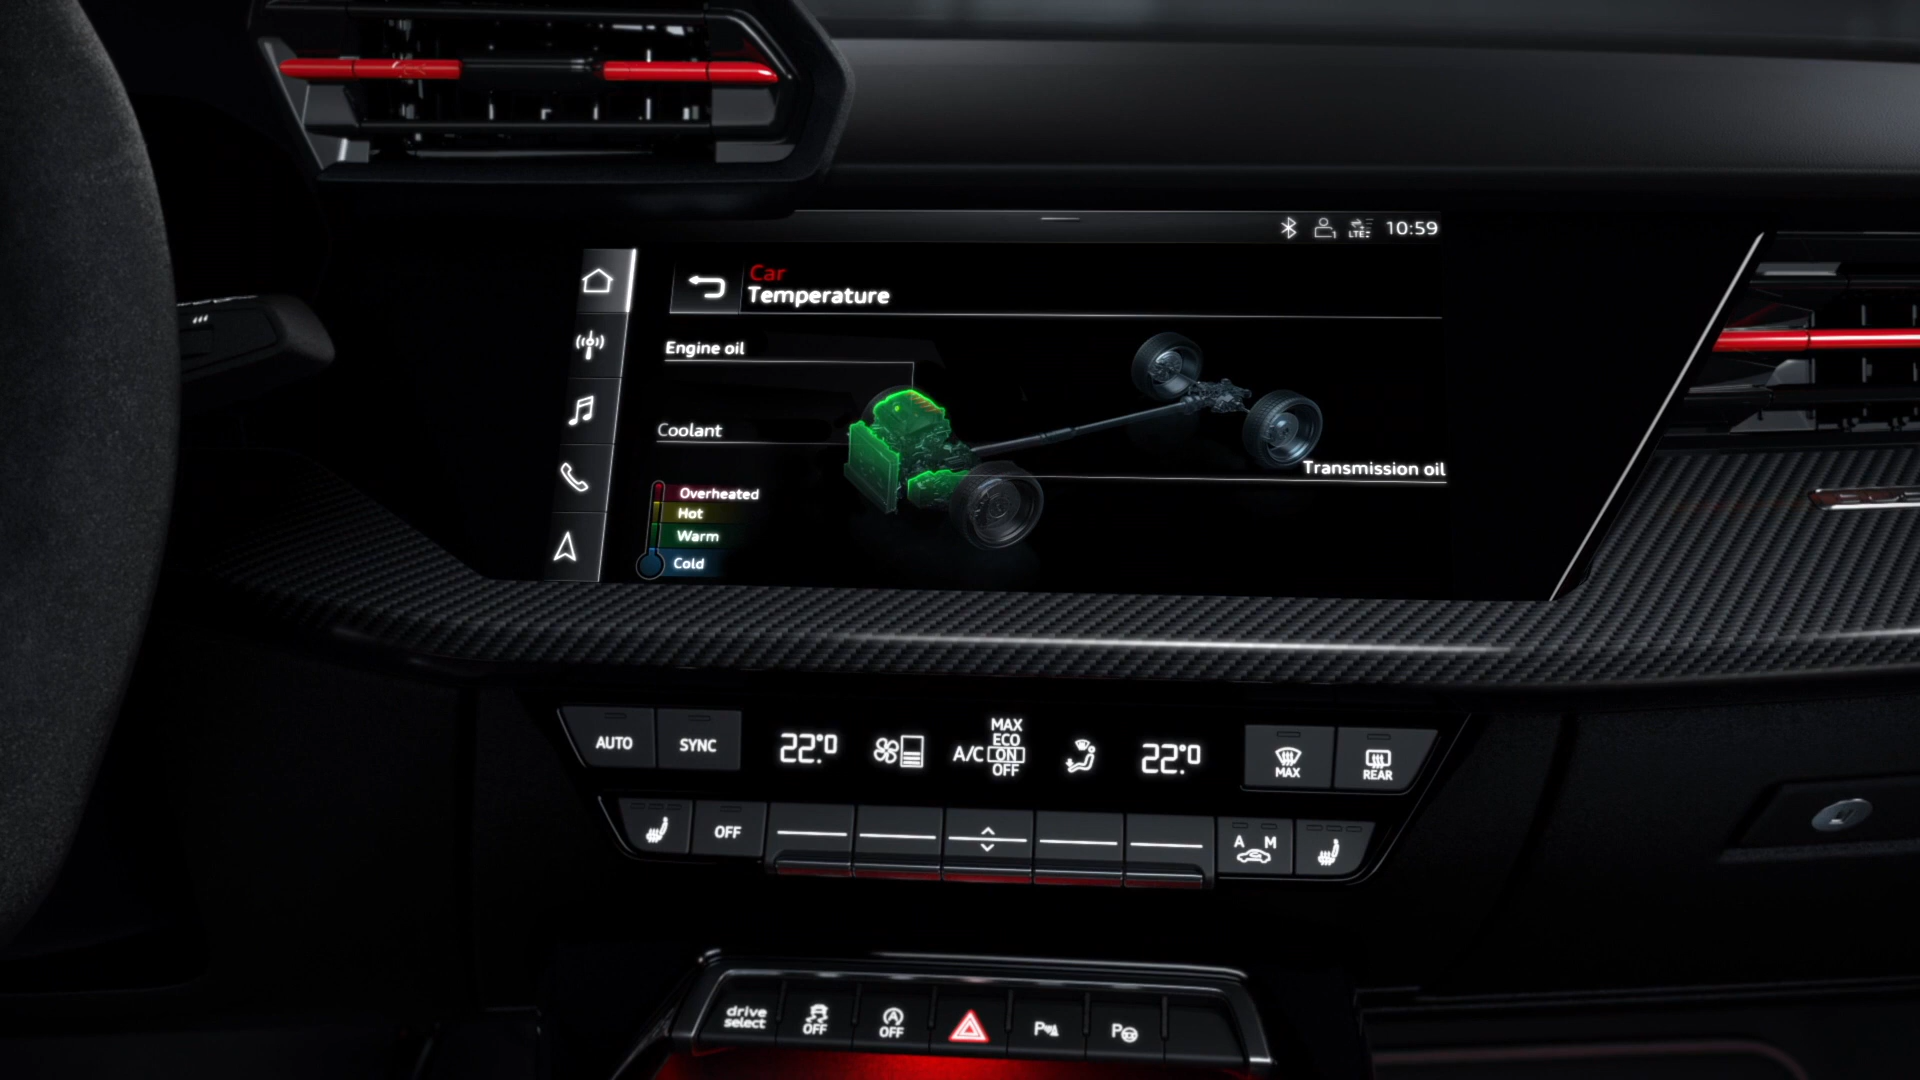 LTE
10:59
Car
Temperature
Engine oil
Coolant
Transmission oil
Overheated
Hot
Warm
Cold
AUTO
SYNC
22.°0
A/C
MAX
ECO
ON
OFF
22.°0
MAX
REAR
OFF
A M
drive
select
OFF
OFF
P
P